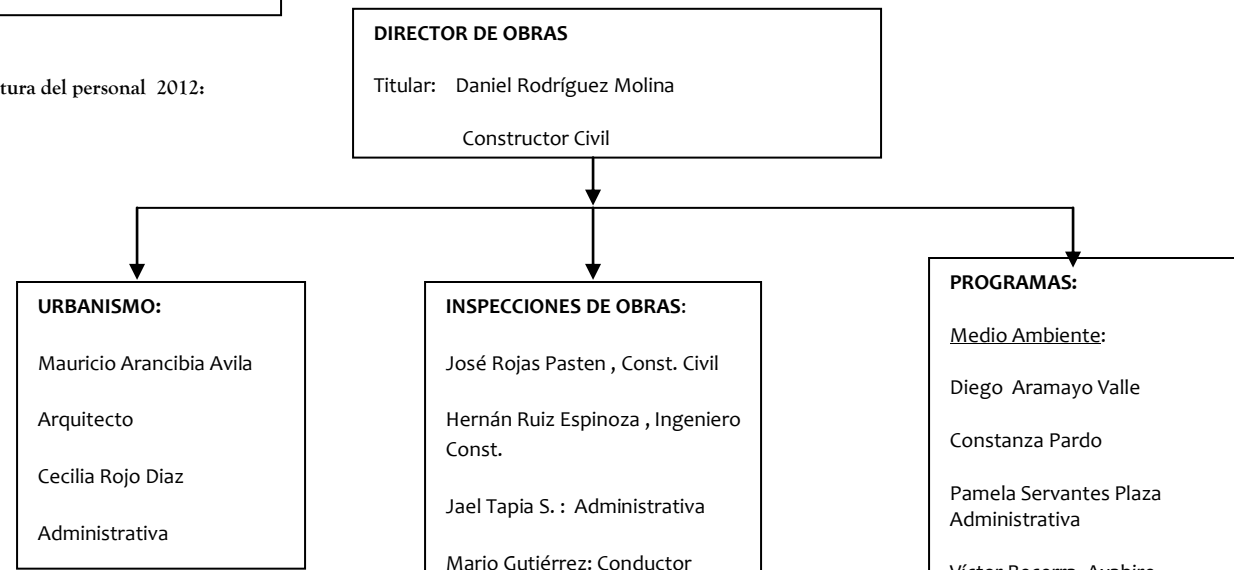 DIRECTOR DE OBRAS
Titular: Daniel Rodríguez Molina
Constructor Civil
tura del personal 2012:
URBANISMO:
Mauricio Arancibia Avila
Arquitecto
Cecilia Rojo Diaz
Administrativa
INSPECCIONES DE OBRAS:
José Rojas Pasten , Const. Civil
Hernán Ruiz Espinoza , Ingeniero
Const.
Jael Tapia S. : Administrativa
Mario Gutiérrez: Conductor
PROGRAMAS:
Medio Ambiente:
Diego Aramayo Valle
Constanza Pardo
Pamela Servantes Plaza
Administrativa
Víctor Becerra